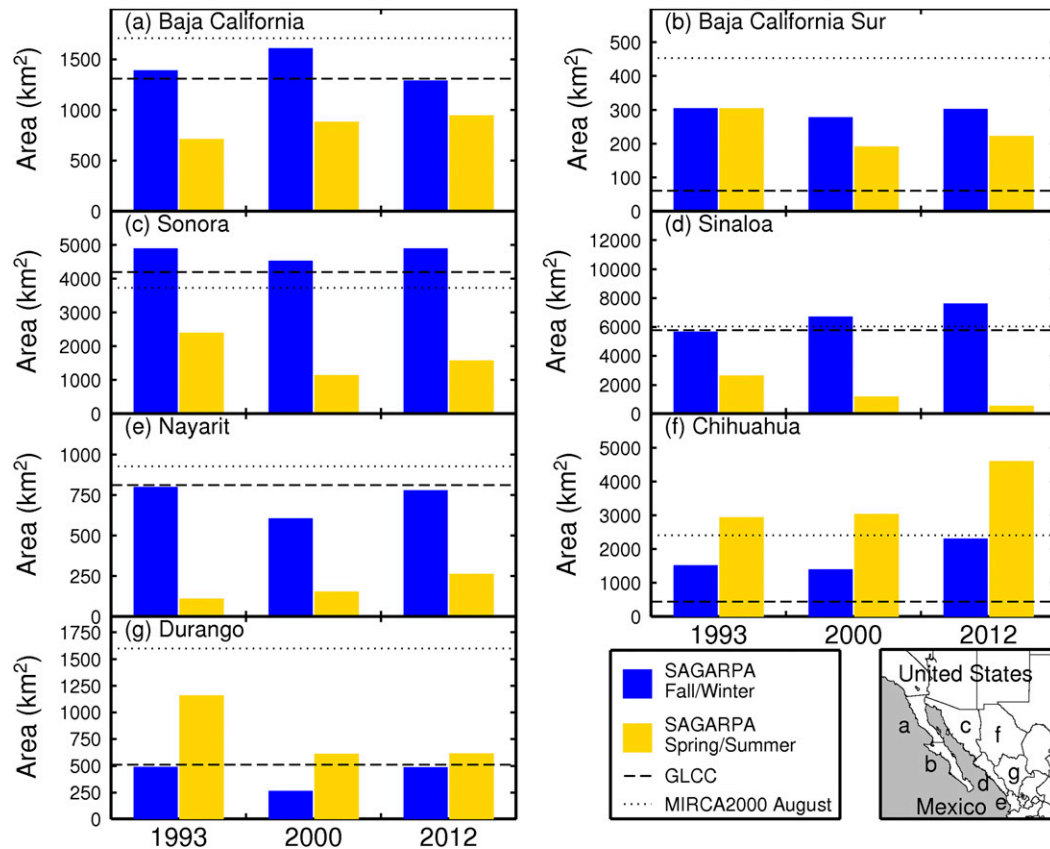 (a) Baja California
Area (km²)
1500
1000
500
0
(b) Baja California Sur
Area (km²)
500
400
300
200
100
0
(c) Sonora
Area (km²)
5000
4000
3000
2000
1000
0
(d) Sinaloa
Area (km²)
12000
10000
8000
6000
4000
2000
0
(e) Nayarit
Area (km²)
1000
750
500
250
0
(f) Chihuahua
Area (km²)
5000
4000
3000
2000
1000
0
1993 2000 2012
(g) Durango
Area (km²)
1750
1500
1250
1000
750
500
250
0
1993 2000 2012
SAGARPA
Fall/Winter
SAGARPA
Spring/Summer
GLCC
MIRCA2000 August
United States
a
c
f
b
g
d
e
Mexico